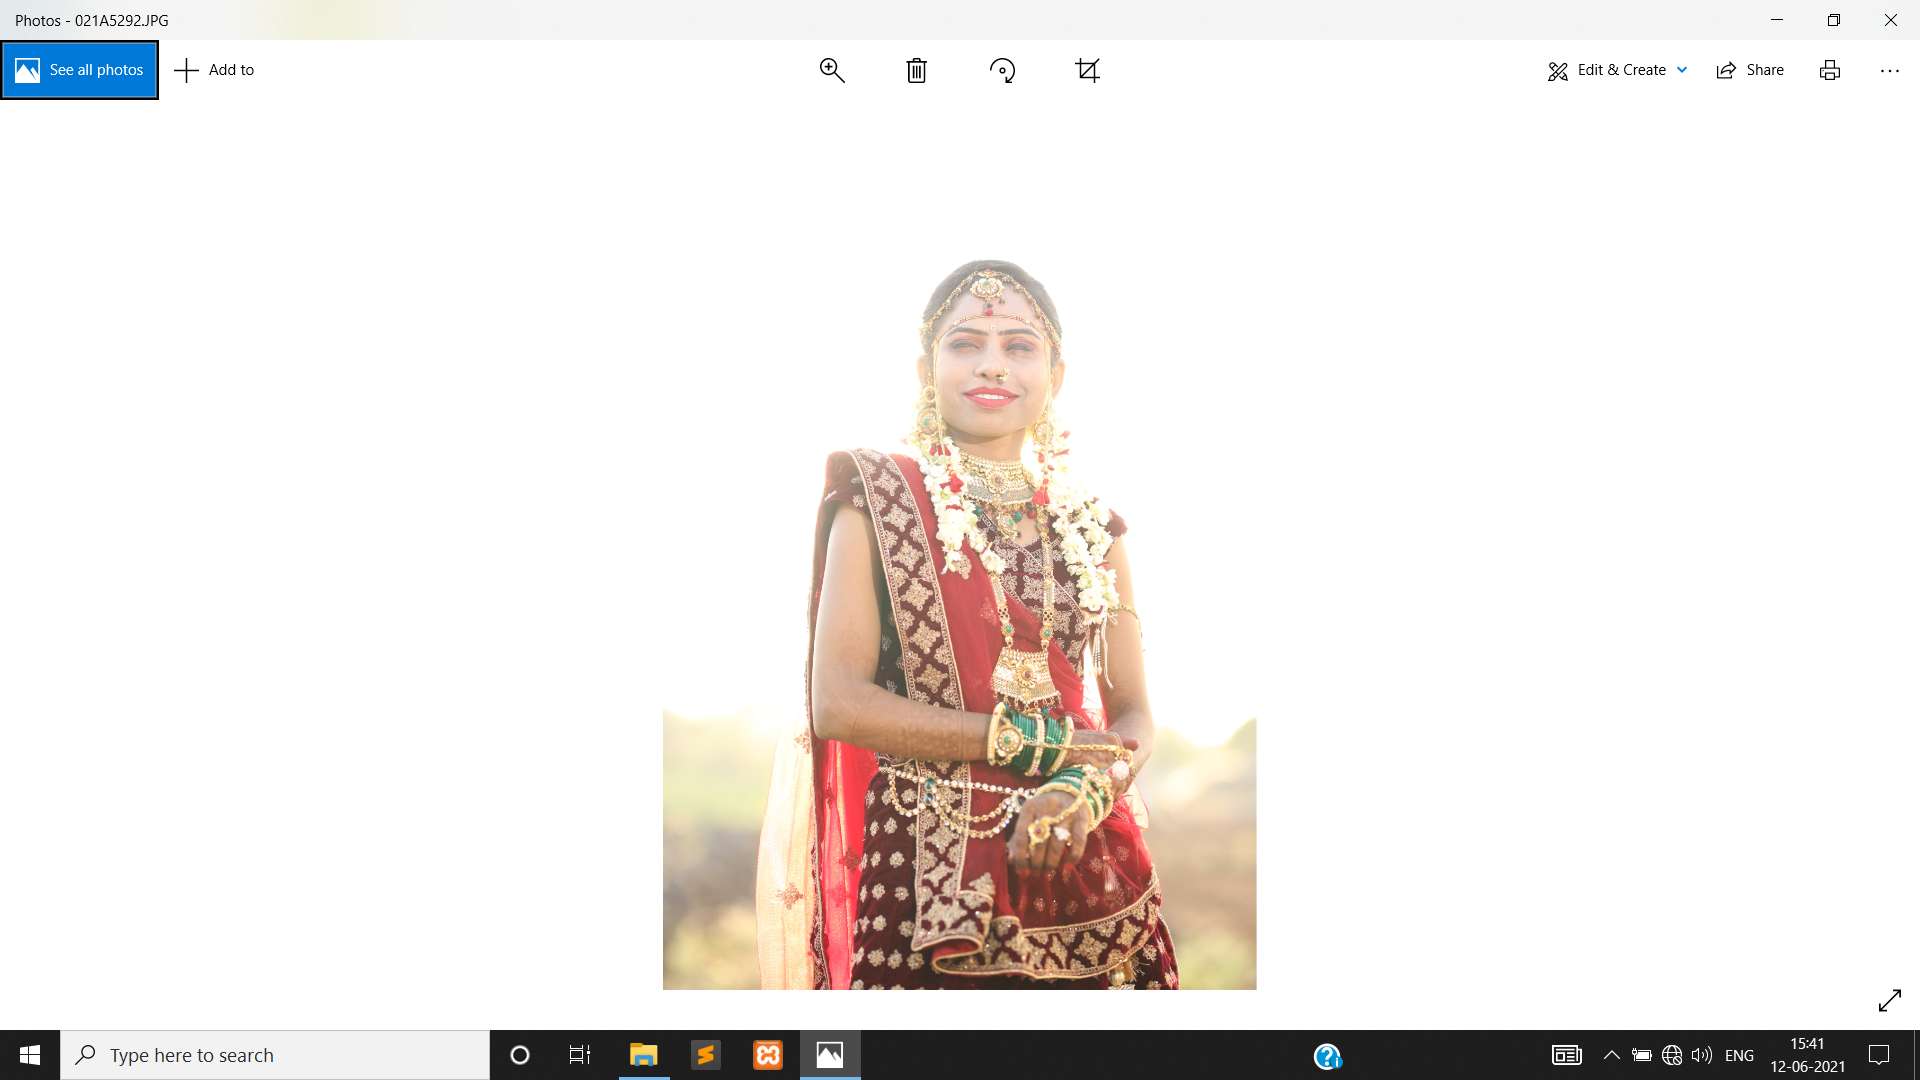 Photos - 021A5292.JPG
See all photos
Add to
Edit & Create
Share
Type here to search
ENG
15:41
12-06-2021